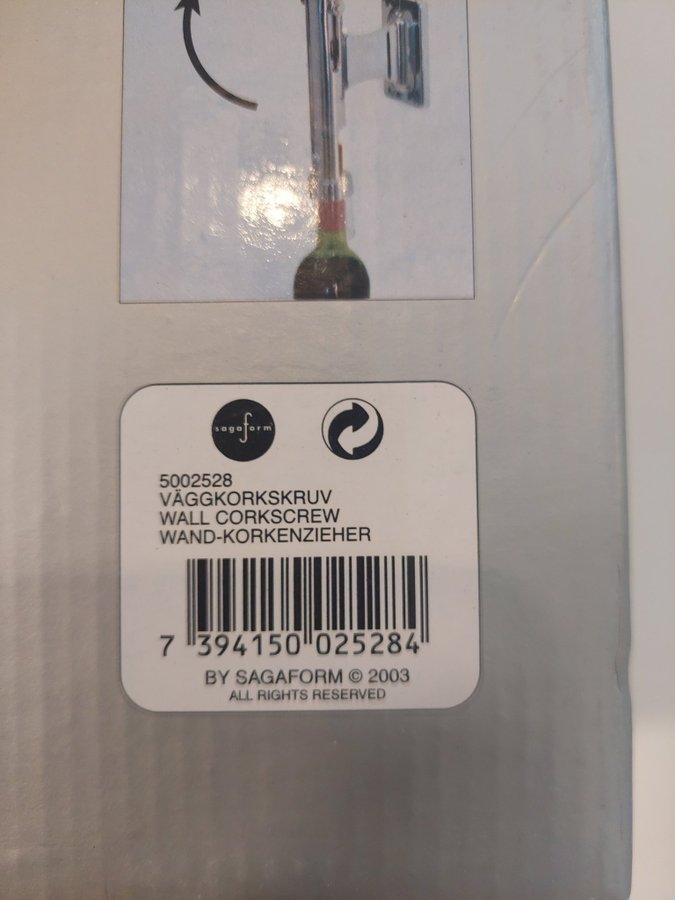 sagaform
5002528
VÄGGKORKSKRUV
WALL CORKSCREW
WAND-KORKENZIEHER
7 394150 025284
BY SAGAFORM © 2003
ALL RIGHTS RESERVED